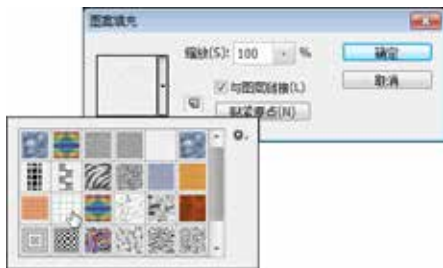 图案填充
缩放(S): 100 %
确定
与图层链接(L)
取消
贴紧原点(N)